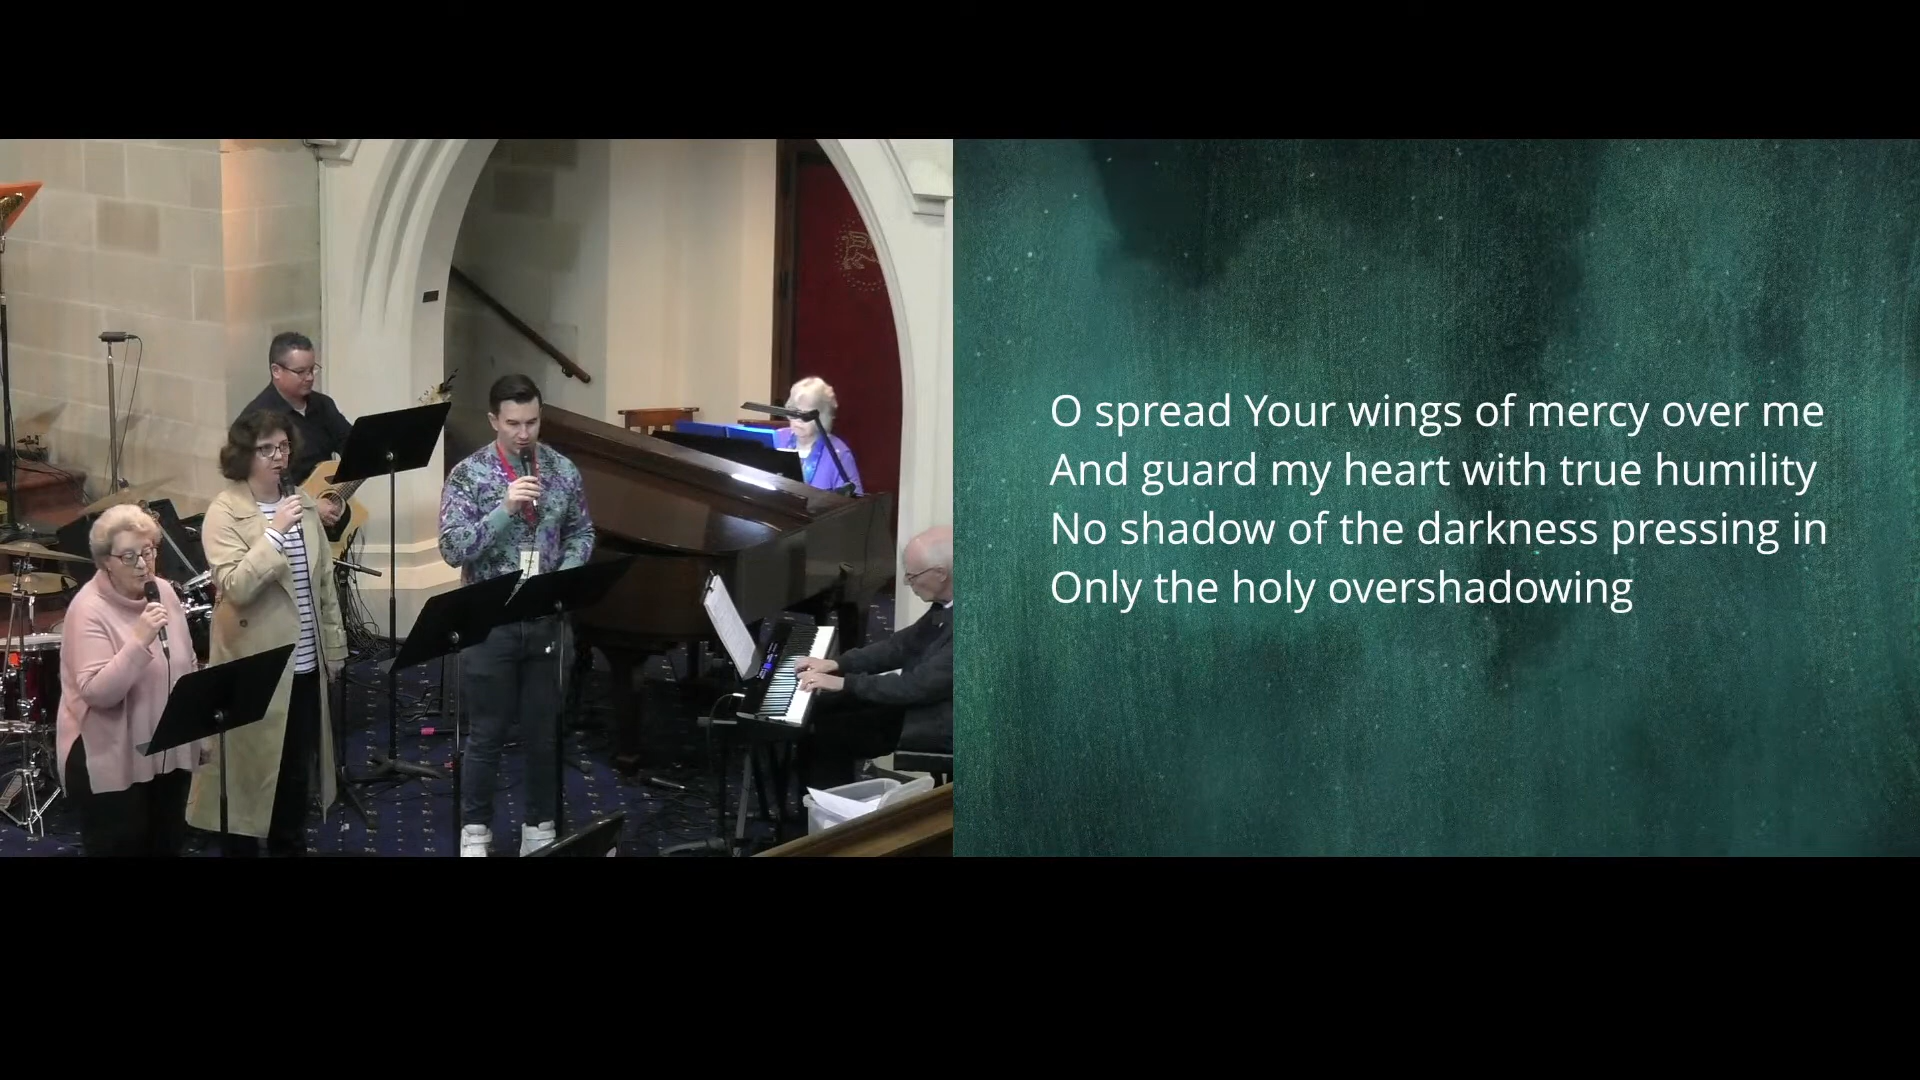 O spread Your wings of mercy over me
And guard my heart with true humility
No shadow of the darkness pressing in
Only the holy overshadowing